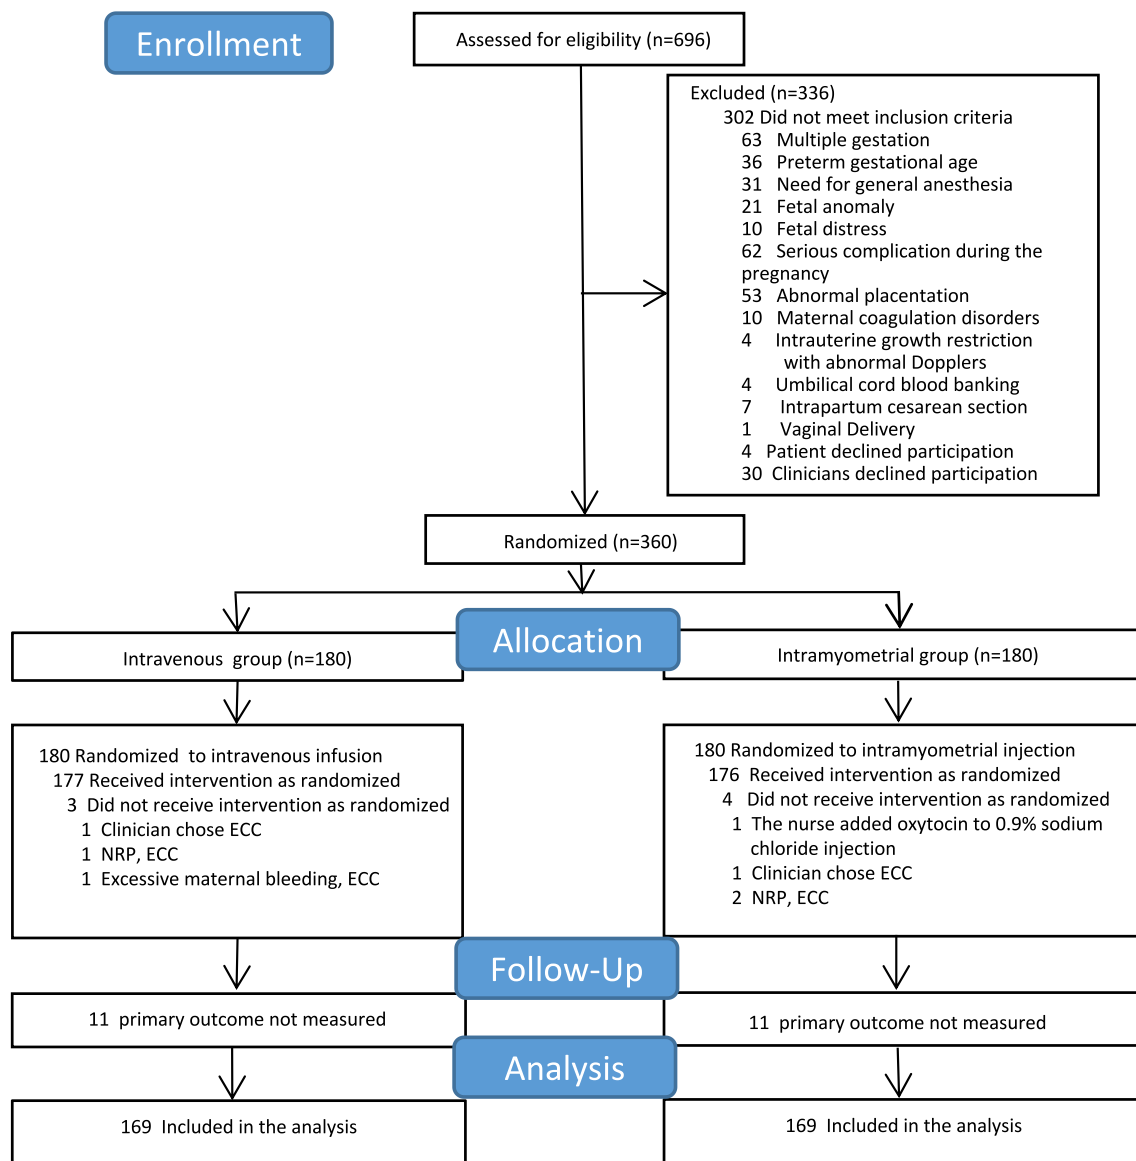 Enrollment
Assessed for eligibility (n=696)
Excluded (n=336)
302 Did not meet inclusion criteria
63 Multiple gestation
36 Preterm gestational age
31 Need for general anesthesia
21 Fetal anomaly
10 Fetal distress
62 Serious complication during the
pregnancy
53 Abnormal placentation
10 Maternal coagulation disorders
4 Intrauterine growth restriction
with abnormal Dopplers
4 Umbilical cord blood banking
7 Intrapartum cesarean section
1 Vaginal Delivery
4 Patient declined participation
30 Clinicians declined participation
Randomized (n=360)
Allocation
Intravenous group (n=180)
Intramyometrial group (n=180)
180 Randomized to intravenous infusion
177 Received intervention as randomized
3 Did not receive intervention as randomized
1 Clinician chose ECC
1 NRP, ECC
1 Excessive maternal bleeding, ECC
180 Randomized to intramyometrial injection
176 Received intervention as randomized
4 Did not receive intervention as randomized
1 The nurse added oxytocin to 0.9% sodium
chloride injection
1 Clinician chose ECC
2 NRP, ECC
Follow-Up
11 primary outcome not measured
11 primary outcome not measured
Analysis
169 Included in the analysis
169 Included in the analysis